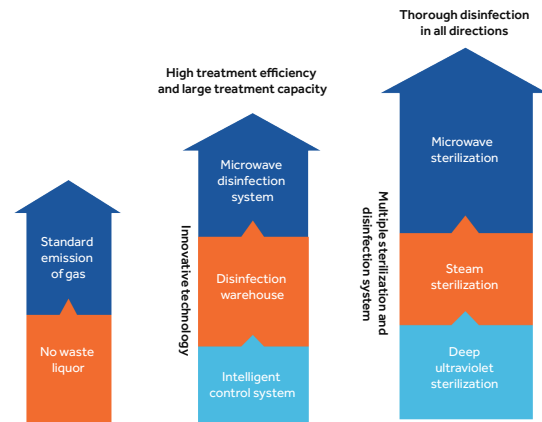 Standard
emission
of gas
No waste
liquor
High treatment efficiency
and large treatment capacity
Innovative technology
Microwave
disinfection
system
Disinfection
warehouse
Intelligent
control system
Thorough disinfection
in all directions
Multiple sterilization and
disinfection system
Microwave
sterilization
Steam
sterilization
Deep
ultraviolet
sterilization